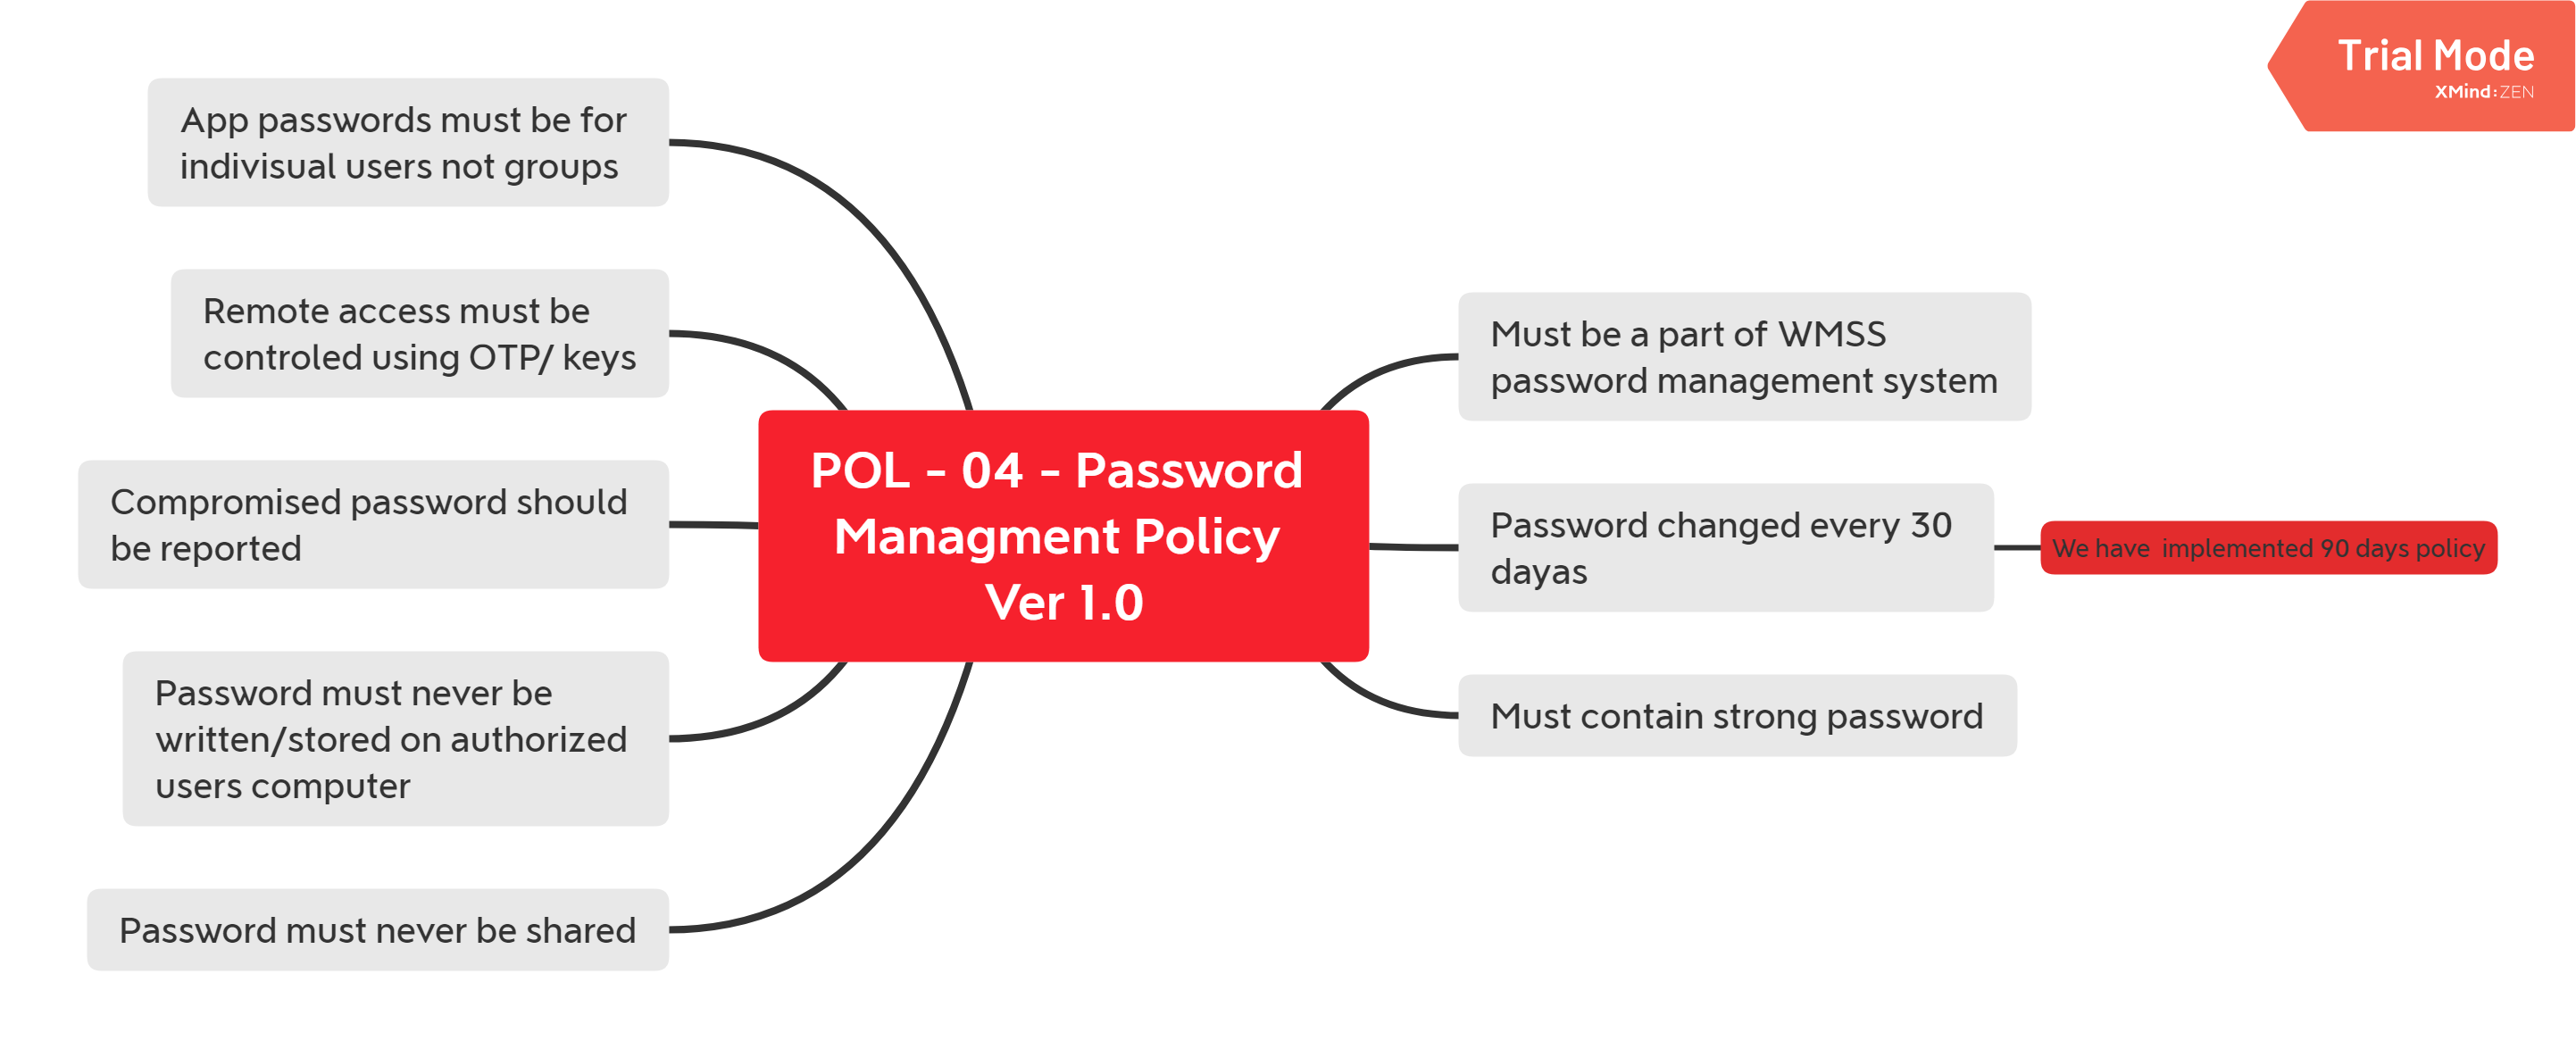 Trial Mode
XMind:ZEN
App passwords must be for
indivisual users not groups
Remote access must be
controled using OTP/ keys
Compromised password should
be reported
Password must never be
written/stored on authorized
users computer
Password must never be shared
POL - 04 - Password
Managment Policy
Ver 1.0
Must be a part of WMSS
password management system
Password changed every 30
dayas
We have  implemented 90 days policy
Must contain strong password